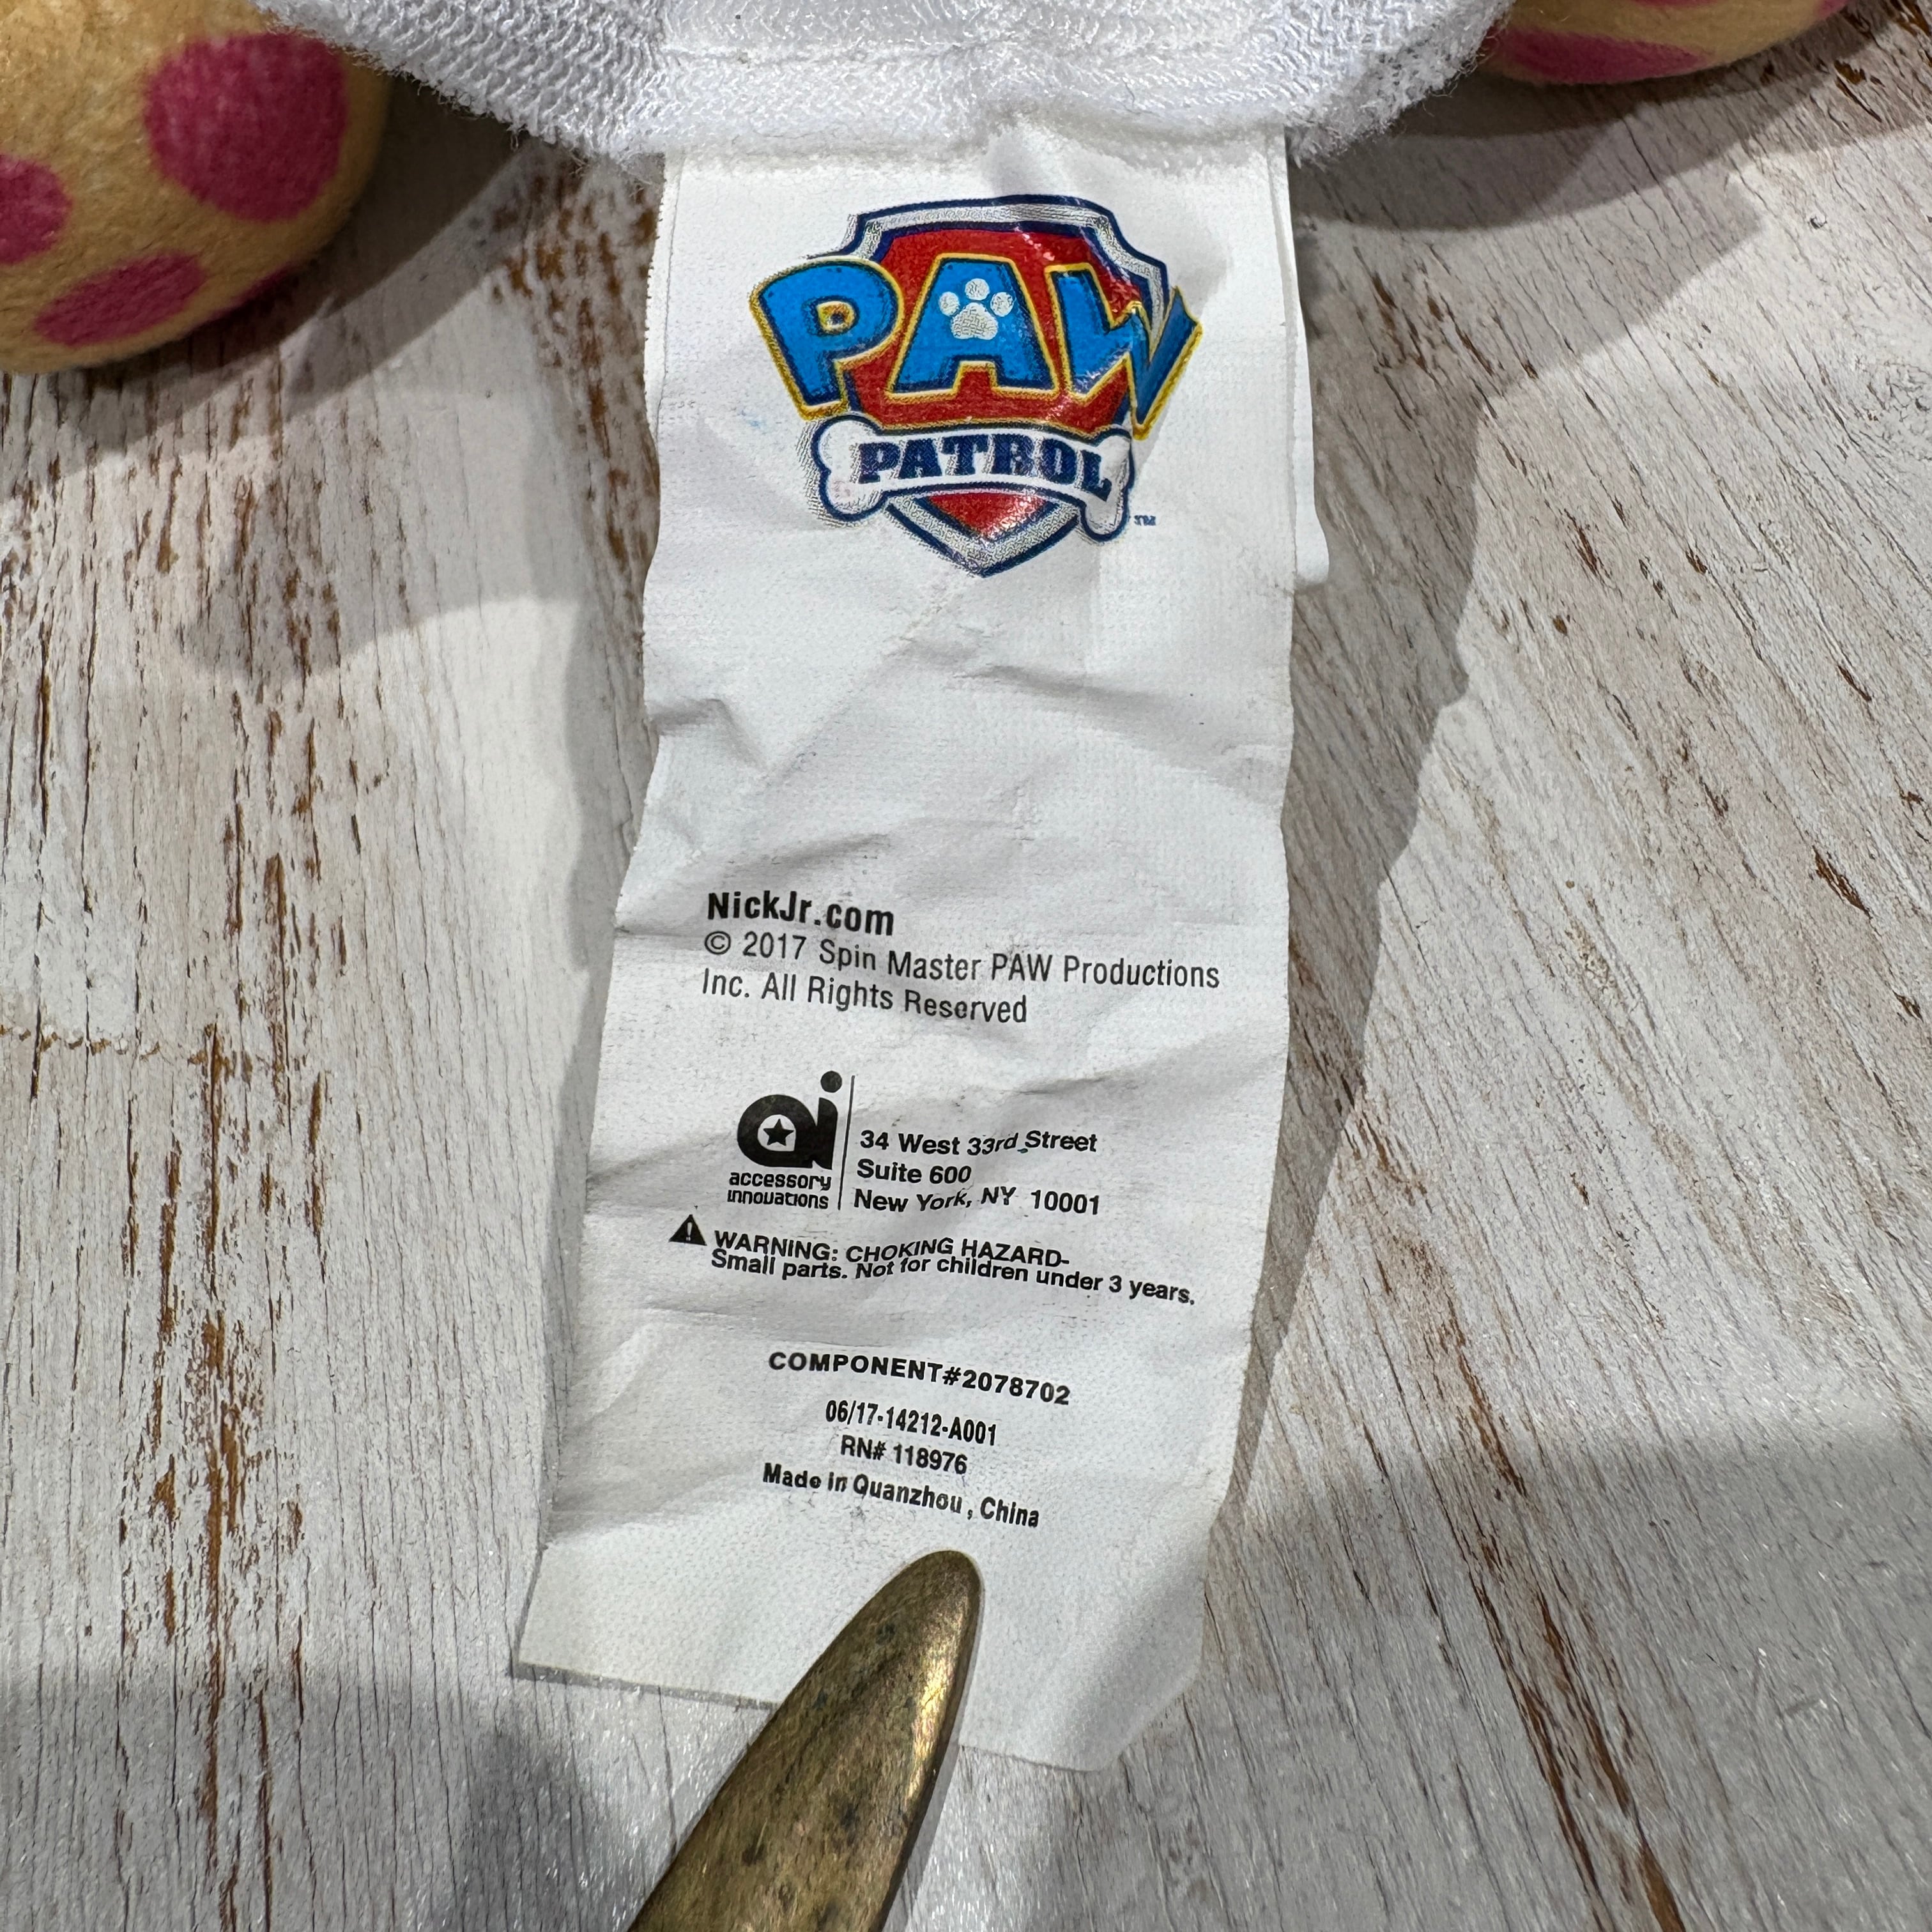 PAW
PATROL
TM
NickJr.com
© 2017 Spin Master PAW Productions
Inc. All Rights Reserved
ai
accessory
innovations
34 West 33rd Street
Suite 600
New York, NY 10001
WARNING: CHOKING HAZARD-
Small parts. Not for children under 3 years.
COMPONENT#2078702
06/17-14212-A001
RN# 118976
Made in Quanzhou, China